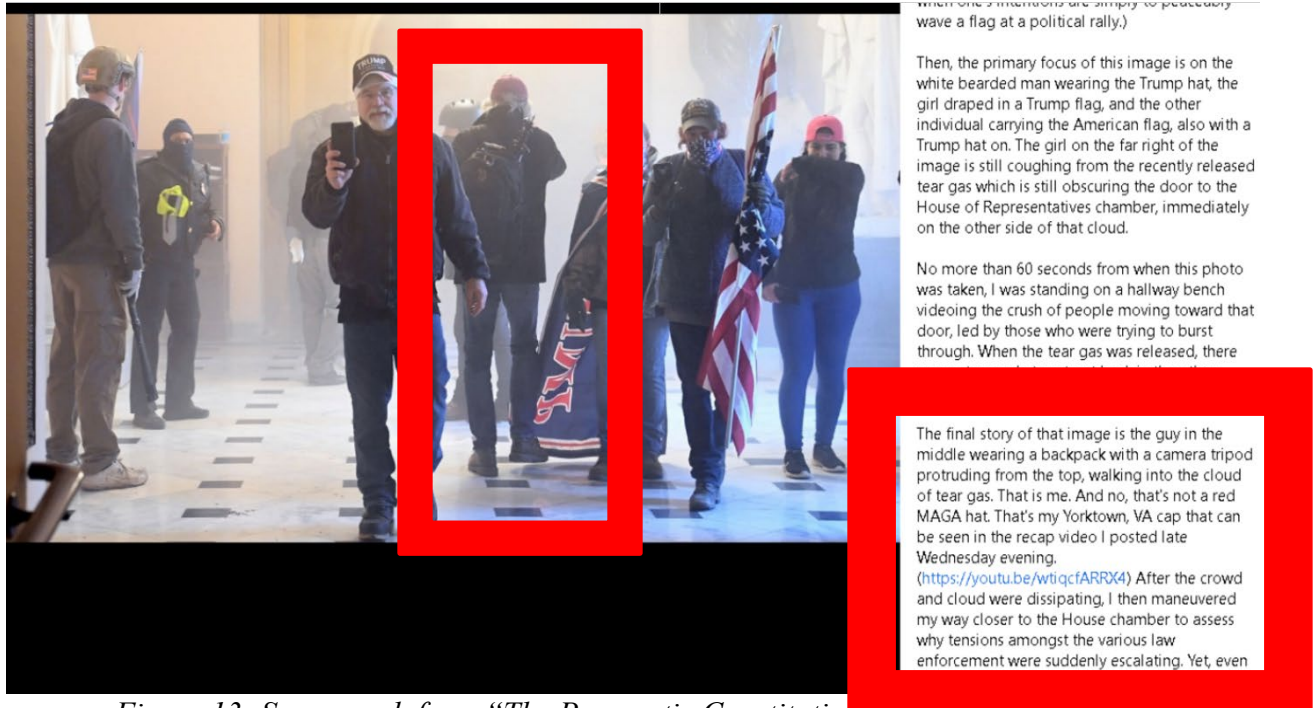 TRUMP
when one's intentions are simply to peaceably
wave a flag at a political rally.)
Then, the primary focus of this image is on the
white bearded man wearing the Trump hat, the
girl draped in a Trump flag, and the other
individual carrying the American flag, also with a
Trump hat on. The girl on the far right of the
image is still coughing from the recently released
tear gas which is still obscuring the door to the
House of Representatives chamber, immediately
on the other side of that cloud.
No more than 60 seconds from when this photo
was taken, I was standing on a hallway bench
videoing the crush of people moving toward that
door, led by those who were trying to burst
through. When the tear gas was released, there
The final story of that image is the guy in the
middle wearing a backpack with a camera tripod
protruding from the top, walking into the cloud
of tear gas. That is me. And no, that's not a red
MAGA hat. That's my Yorktown, VA cap that can
be seen in the recap video I posted late
Wednesday evening.
(https://youtu.be/wtiqcfARRX4) After the crowd
and cloud were dissipating, I then maneuvered
my way closer to the House chamber to assess
why tensions amongst the various law
enforcement were suddenly escalating. Yet, even